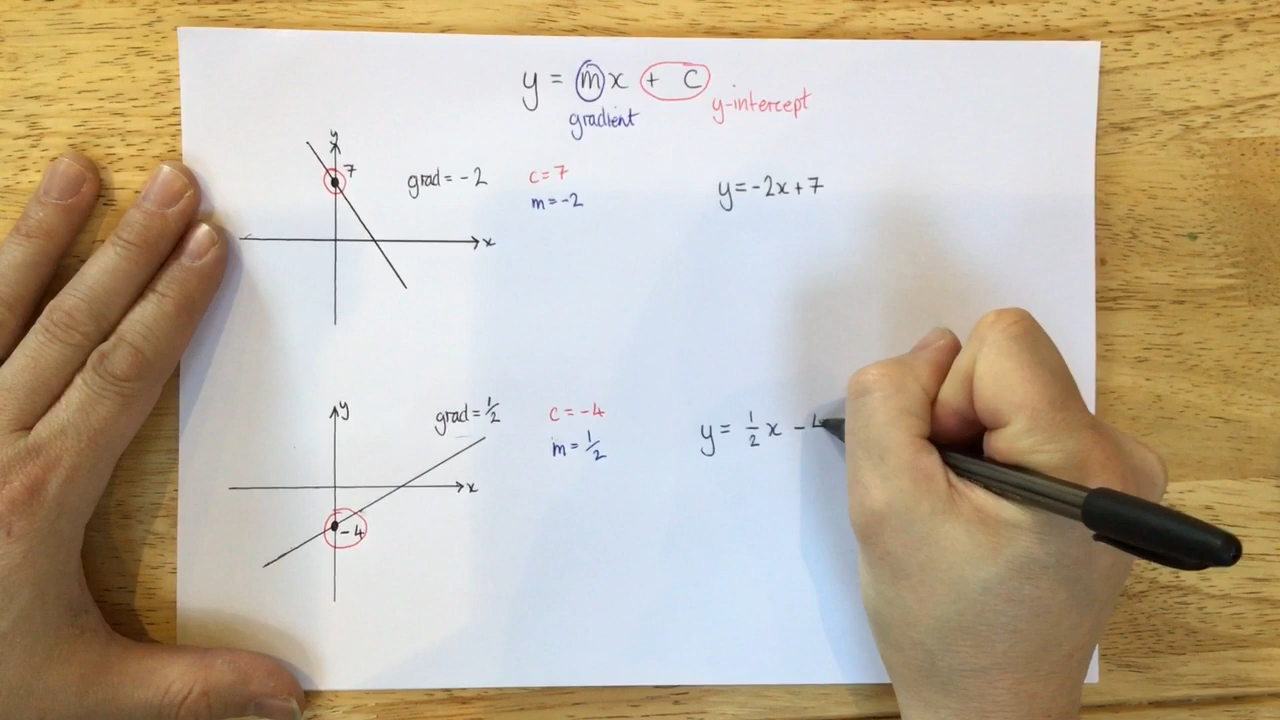 y = mx + c
gradient
y-intercept
y
7
grad = -2
c = 7
m = -2
y = -2x + 7
x
y
grad = 1/2
c = -4
m = 1/2
y = 1/2 x - 4
x
-4